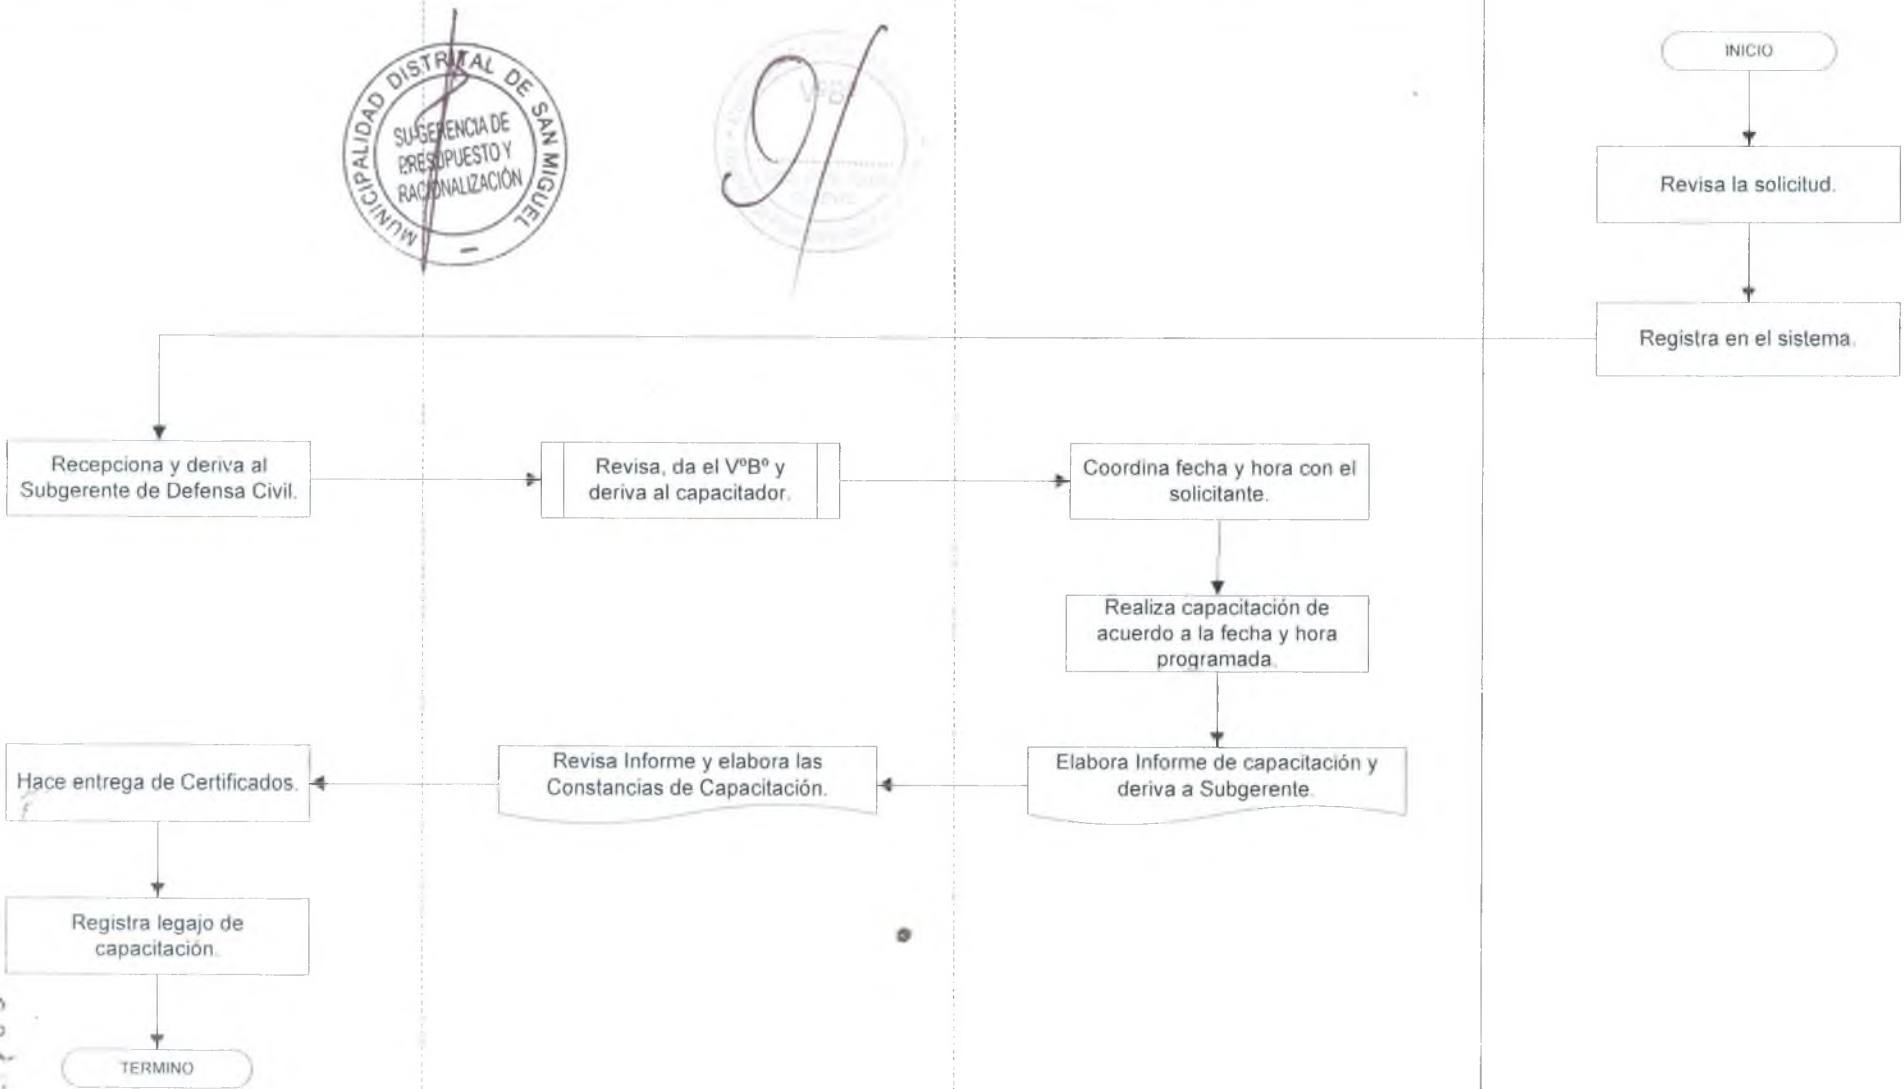 MUNICIPALIDAD DISTRITAL DE SAN MIGUEL
SU-GERENCIA DE
PRESUPUESTO Y
RACIONALIZACIÓN
VºBº
INICIO
Revisa la solicitud.
Registra en el sistema.
Recepciona y deriva al
Subgerente de Defensa Civil.
Revisa, da el VºBº y
deriva al capacitador.
Coordina fecha y hora con el
solicitante.
Realiza capacitación de
acuerdo a la fecha y hora
programada.
Elabora Informe de capacitación y
deriva a Subgerente.
Revisa Informe y elabora las
Constancias de Capacitación.
Hace entrega de Certificados.
Registra legajo de
capacitación.
TERMINO